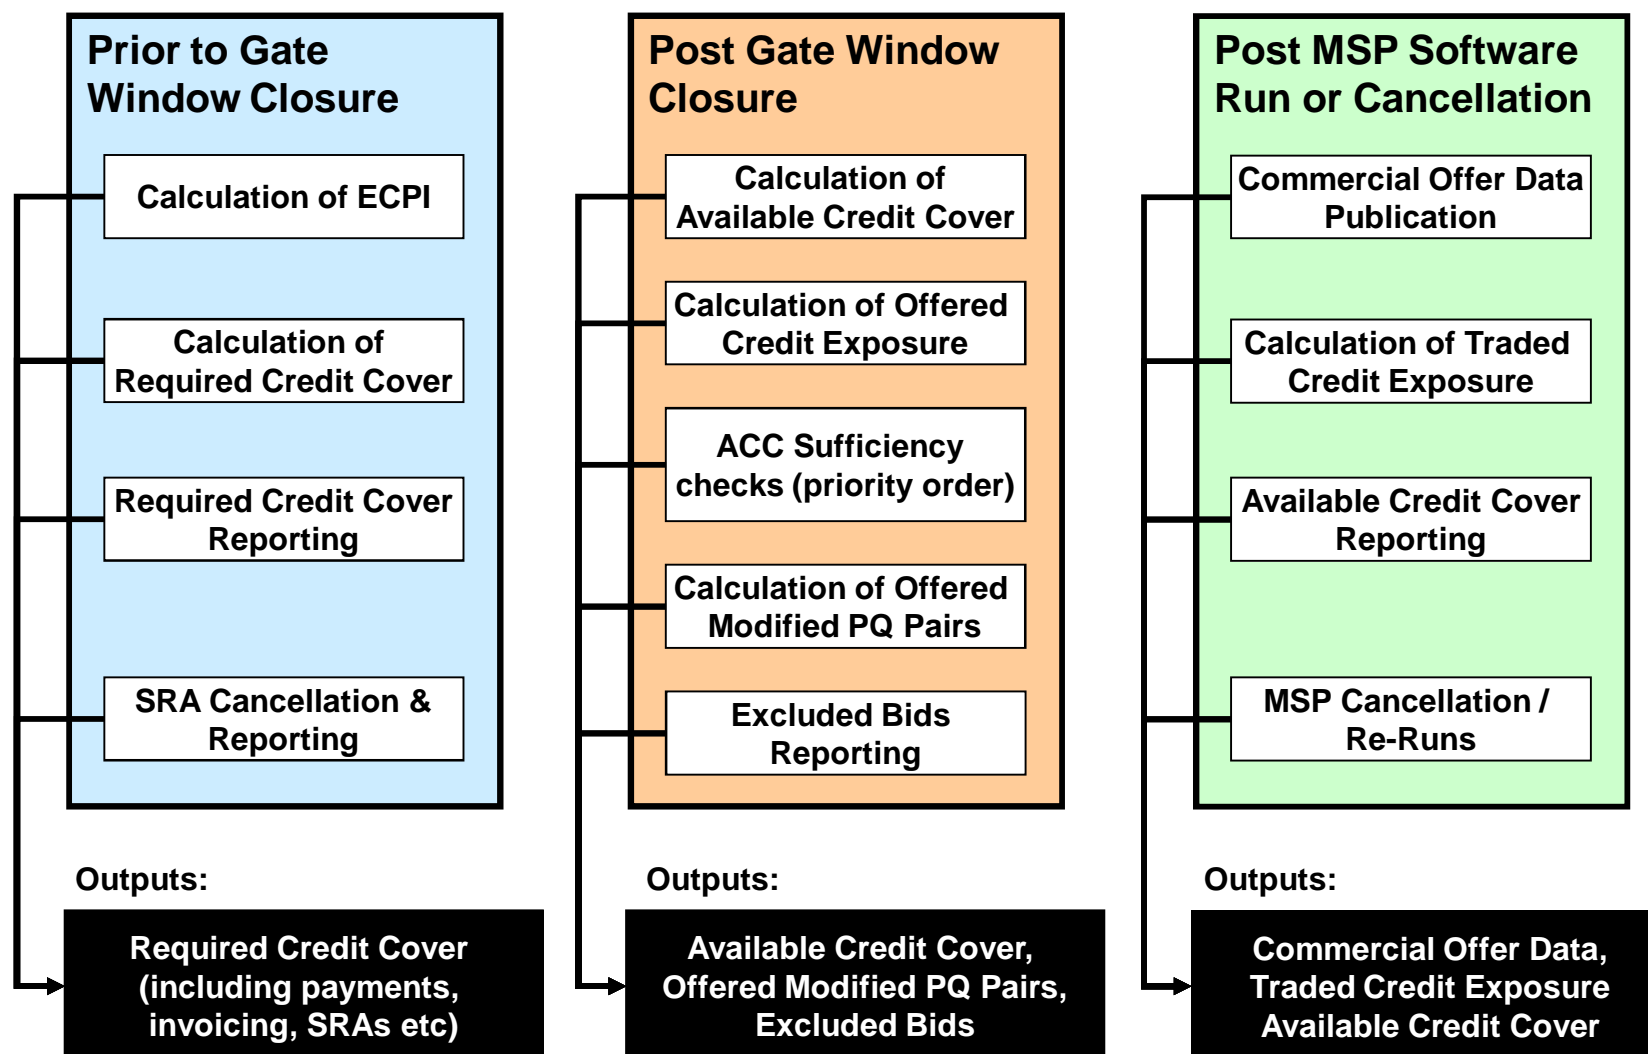 Prior to Gate
Window Closure
Calculation of ECPI
Calculation of
Required Credit Cover
Required Credit Cover
Reporting
SRA Cancellation &
Reporting
Outputs:
Required Credit Cover
(including payments,
invoicing, SRAs etc)
Post Gate Window
Closure
Calculation of
Available Credit Cover
Calculation of Offered
Credit Exposure
ACC Sufficiency
checks (priority order)
Calculation of Offered
Modified PQ Pairs
Excluded Bids
Reporting
Outputs:
Available Credit Cover,
Offered Modified PQ Pairs,
Excluded Bids
Post MSP Software
Run or Cancellation
Commercial Offer Data
Publication
Calculation of Traded
Credit Exposure
Available Credit Cover
Reporting
MSP Cancellation /
Re-Runs
Outputs:
Commercial Offer Data,
Traded Credit Exposure
Available Credit Cover